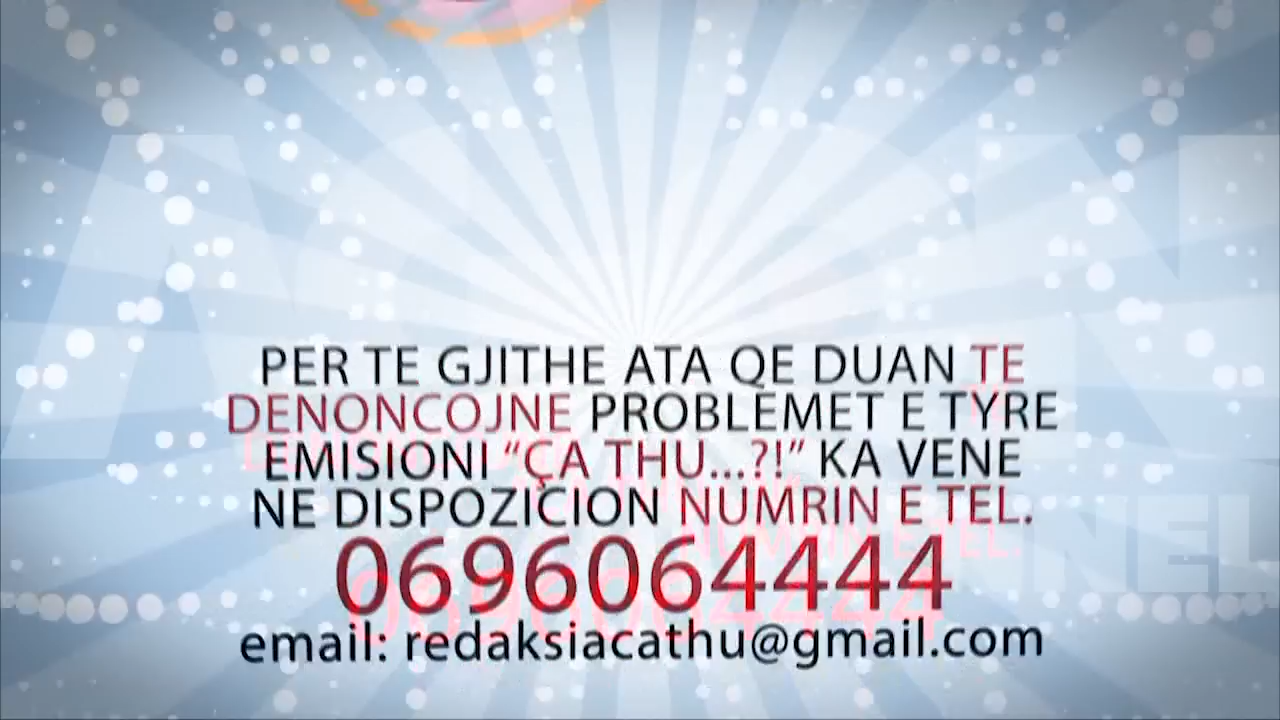 PER TE GJITHE ATA QE DUAN TE
DENONCOJNE PROBLEMET E TYRE
EMISIONI “ÇA THU...?!” KA VENE
NE DISPOZICION NUMRIN E TEL.
0696064444
email: redaksiacathu@gmail.com